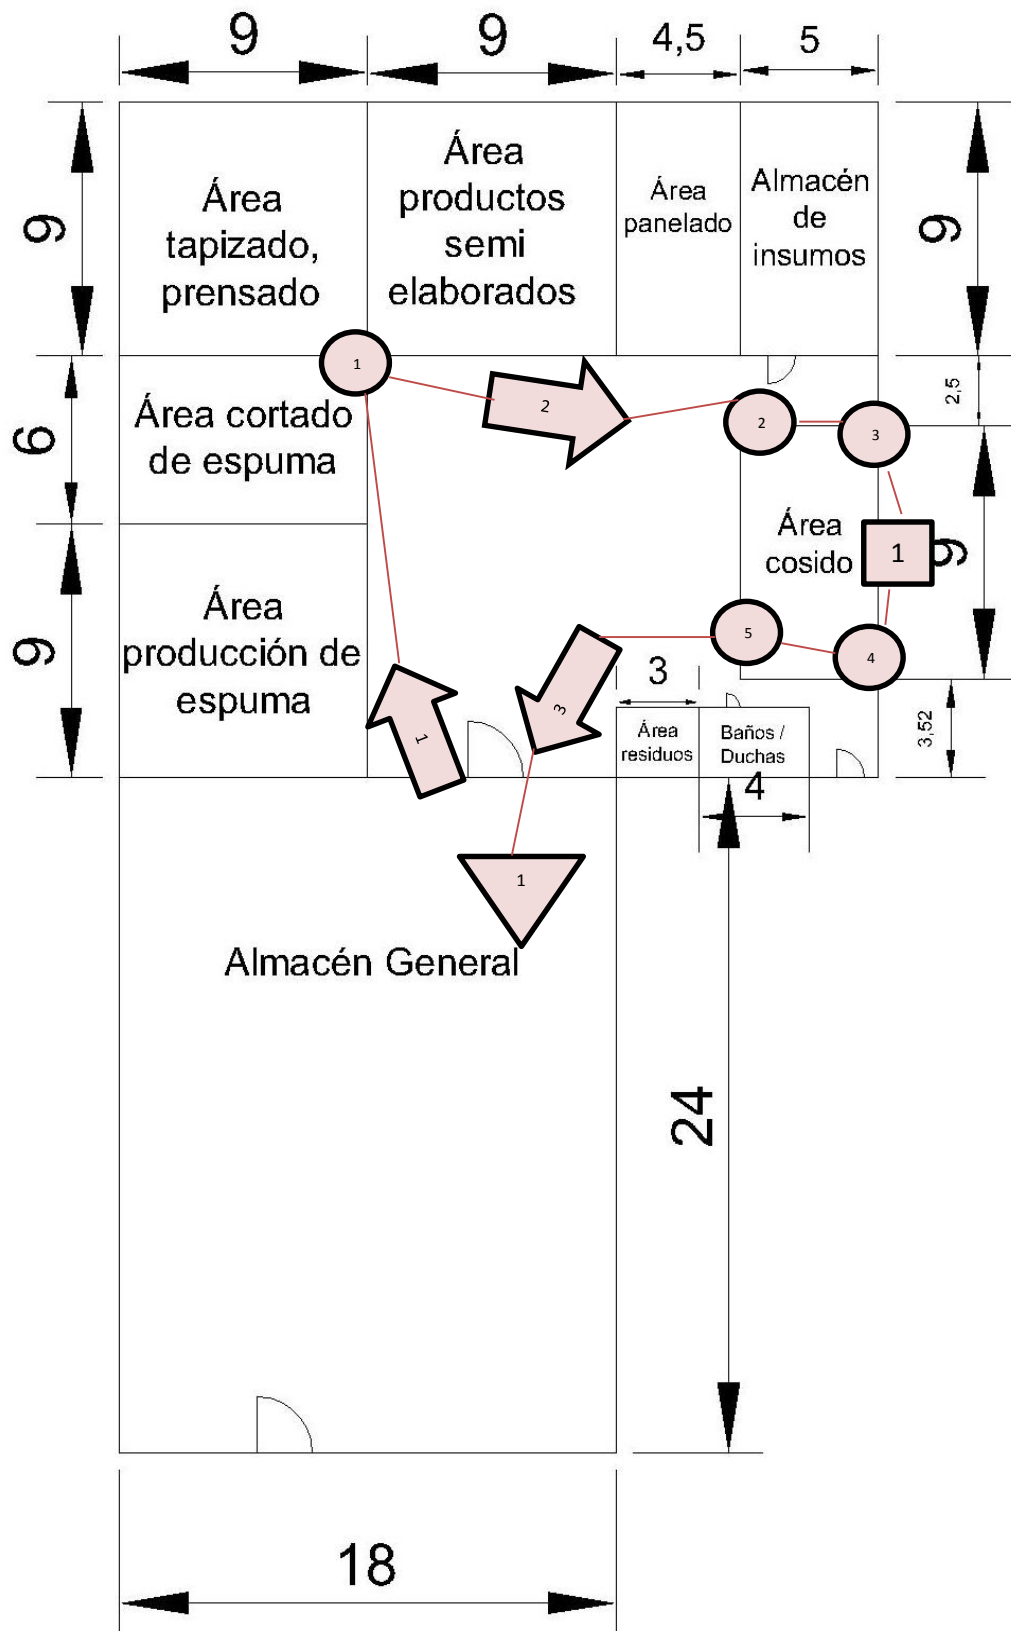 9
9
4,5
5
Área
tapizado,
prensado
Área
productos
semi
elaborados
Área
panelado
Almacén
de
insumos
9
9
1
2
2
3
2,5
6
Área cortado
de espuma
Área
cosido
1
9
9
Área
producción de
espuma
5
4
3
3
1
Área
residuos
Baños /
Duchas
3,52
4
1
Almacén General
24
18